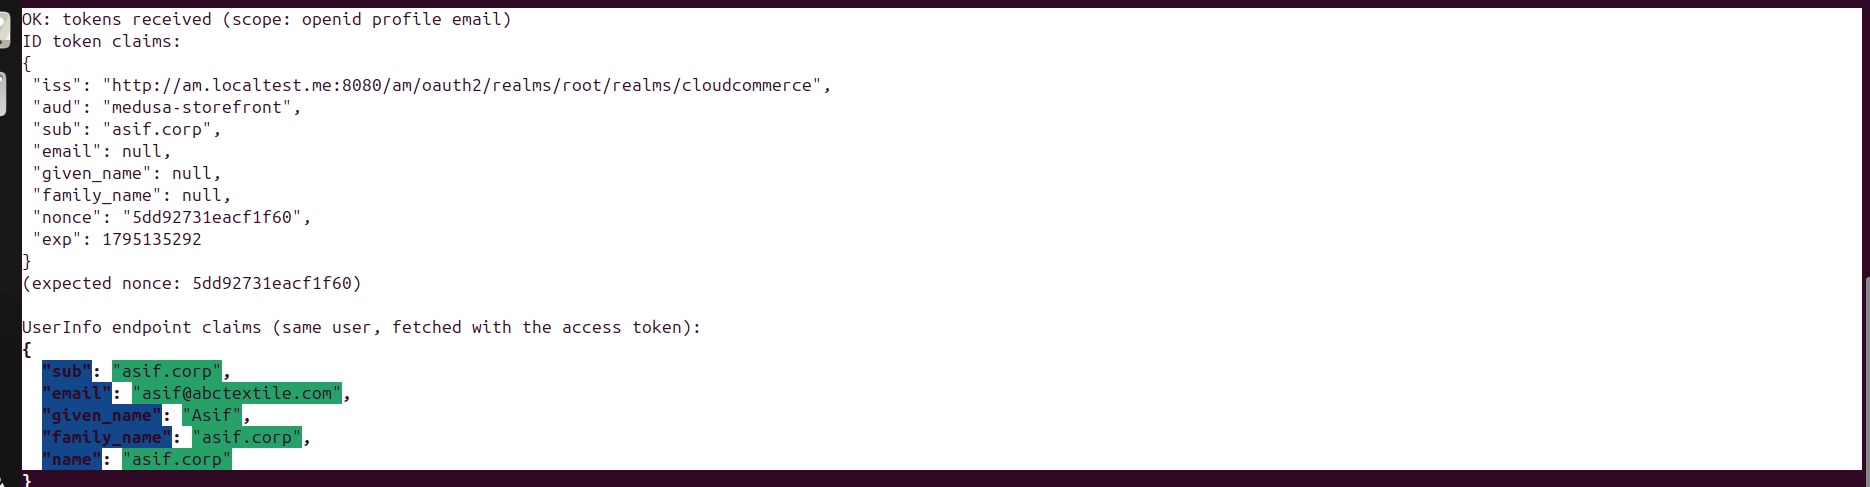 OK: tokens received (scope: openid profile email)
ID token claims:
{
 "iss": "http://am.localtest.me:8080/am/oauth2/realms/root/realms/cloudcommerce",
 "aud": "medusa-storefront",
 "sub": "asif.corp",
 "email": null,
 "given_name": null,
 "family_name": null,
 "nonce": "5dd92731eacf1f60",
 "exp": 1795135292
}
(expected nonce: 5dd92731eacf1f60)

UserInfo endpoint claims (same user, fetched with the access token):
{
  "sub": "asif.corp",
  "email": "asif@abctextile.com",
  "given_name": "Asif",
  "family_name": "asif.corp",
  "name": "asif.corp"
}